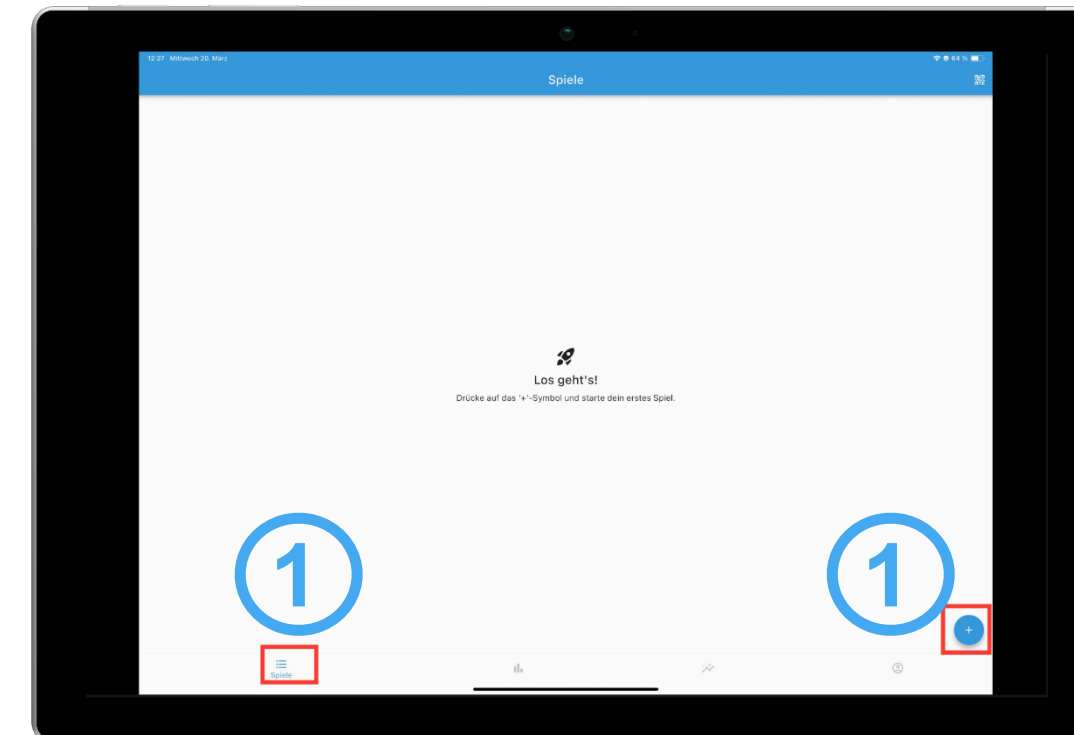 12:27 Mittwoch 20. März
64 %
Spiele
Los geht's!
Drücke auf das '+'-Symbol und starte dein erstes Spiel.
1
1
+
Spiele